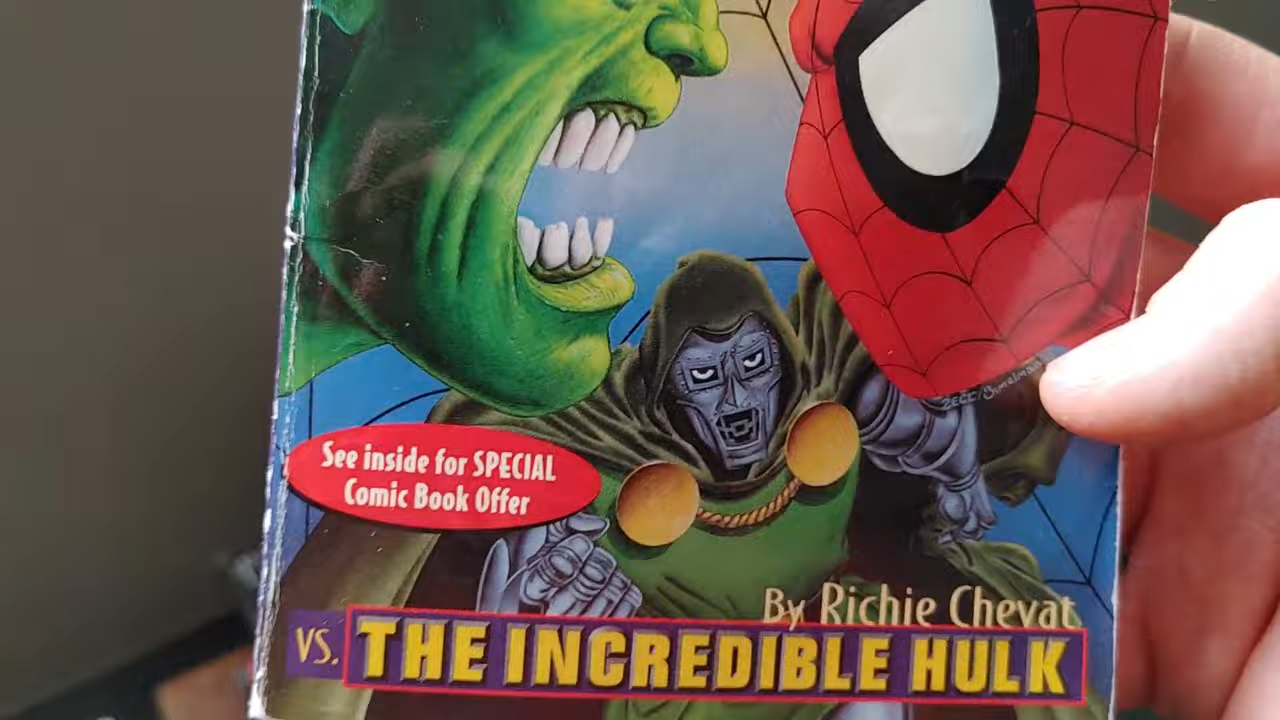 See inside for SPECIAL
Comic Book Offer
By Richie Chevat
VS. THE INCREDIBLE HULK